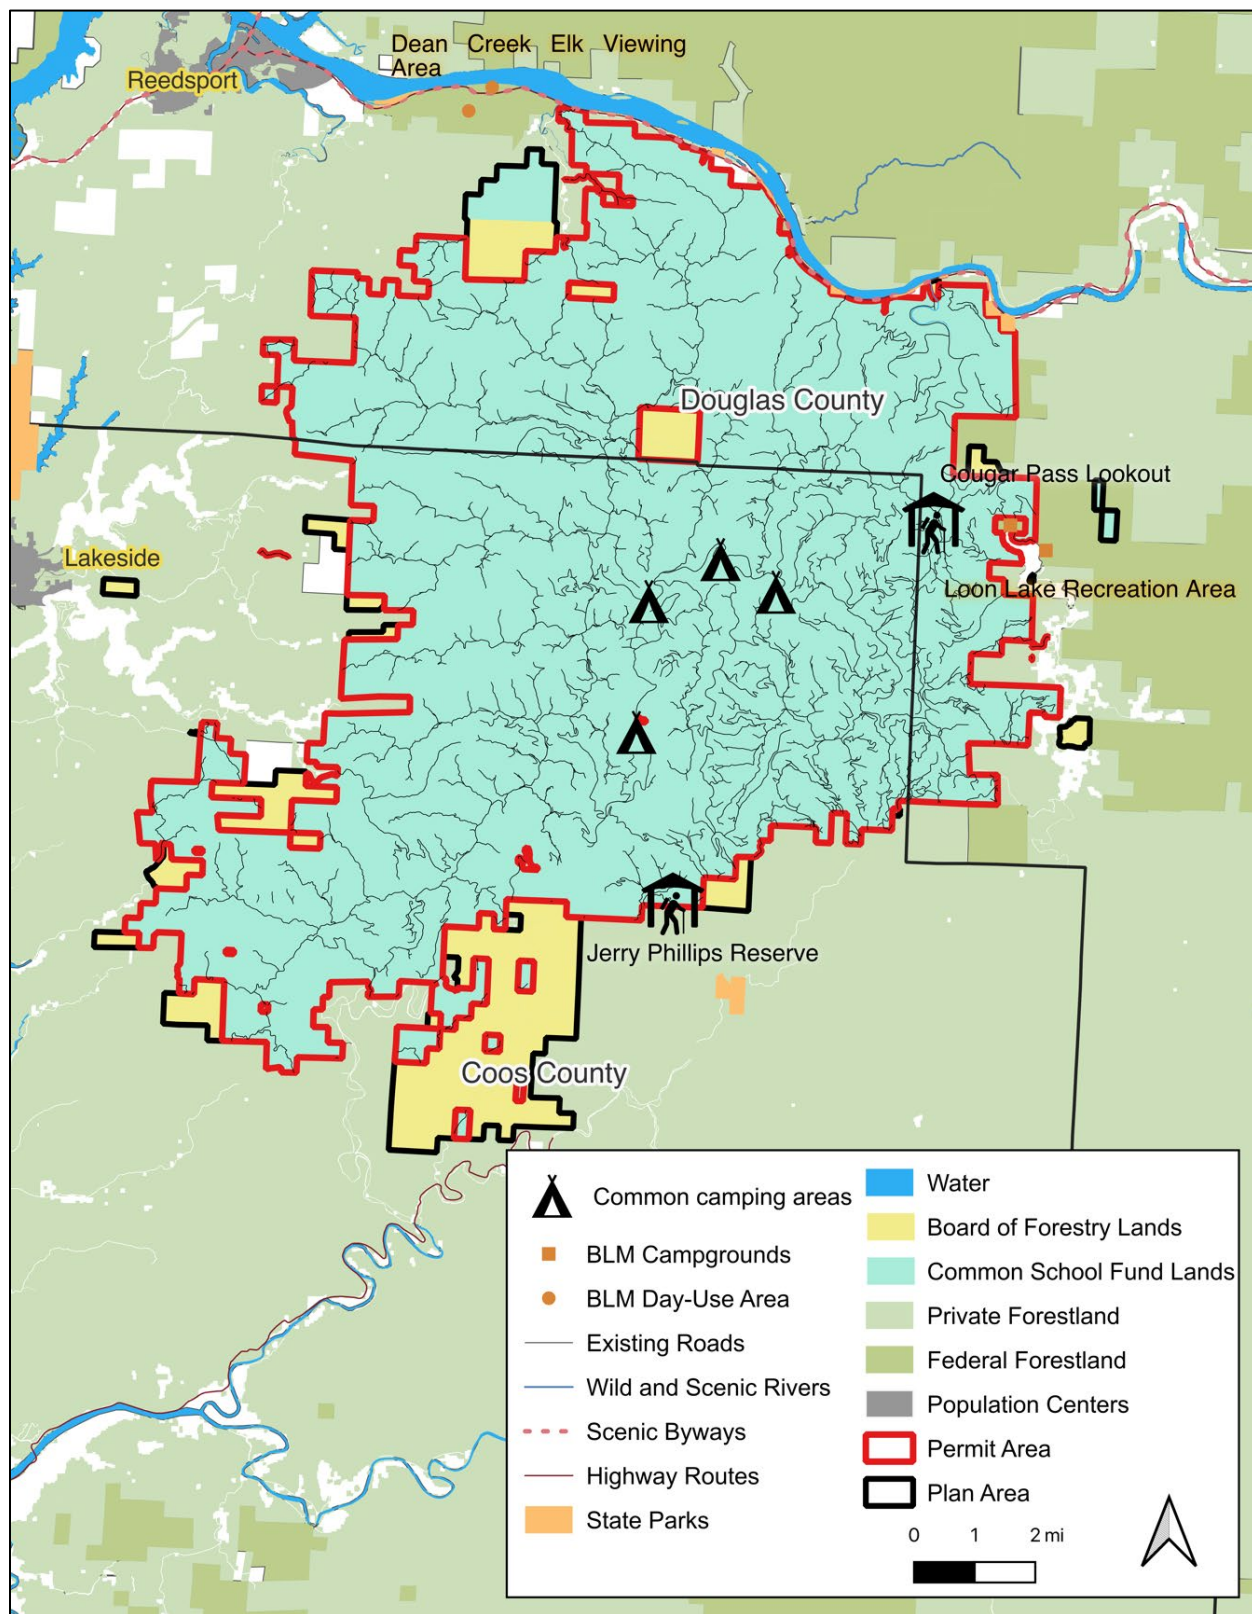 Dean Creek Elk Viewing
Area
Reedsport
Douglas County
Cougar Pass Lookout
Lakeside
Loon Lake Recreation Area
Jerry Phillips Reserve
Coos County
Common camping areas
BLM Campgrounds
BLM Day-Use Area
Existing Roads
Wild and Scenic Rivers
Scenic Byways
Highway Routes
State Parks
Water
Board of Forestry Lands
Common School Fund Lands
Private Forestland
Federal Forestland
Population Centers
Permit Area
Plan Area
0 1 2 mi